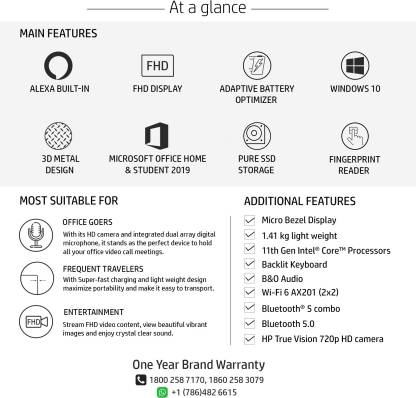 At a glance
MAIN FEATURES
ALEXA BUILT-IN
FHD
FHD DISPLAY
ADAPTIVE BATTERY
OPTIMIZER
WINDOWS 10
3D METAL
DESIGN
MICROSOFT OFFICE HOME
& STUDENT 2019
PURE SSD
STORAGE
FINGERPRINT
READER
MOST SUITABLE FOR
OFFICE GOERS
With its HD camera and integrated dual array digital
microphone, it stands as the perfect device to hold
all your office video call meetings.
FREQUENT TRAVELERS
With Super-fast charging and light weight design
maximize portability and make it easy to transport.
ENTERTAINMENT
FHD
Stream FHD video content, view beautiful vibrant
images and enjoy crystal clear sound.
ADDITIONAL FEATURES
Micro Bezel Display
1.41 kg light weight
11th Gen Intel® Core™ Processors
Backlit Keyboard
B&O Audio
Wi-Fi 6 AX201 (2x2)
Bluetooth® 5 combo
Bluetooth 5.0
HP True Vision 720p HD camera
One Year Brand Warranty
1800 258 7170, 1860 258 3079
+1 (786)482 6615